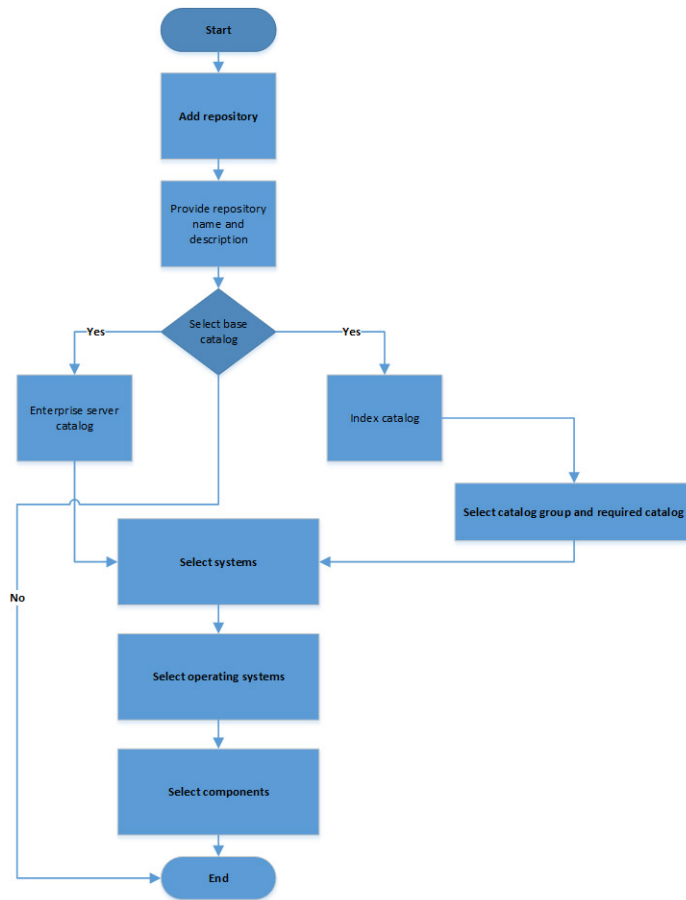 Start
Add repository
Provide repository
name and
description
Select base
catalog
Yes
Yes
Enterprise server
catalog
Index catalog
Select catalog group and required catalog
Select systems
No
Select operating systems
Select components
End